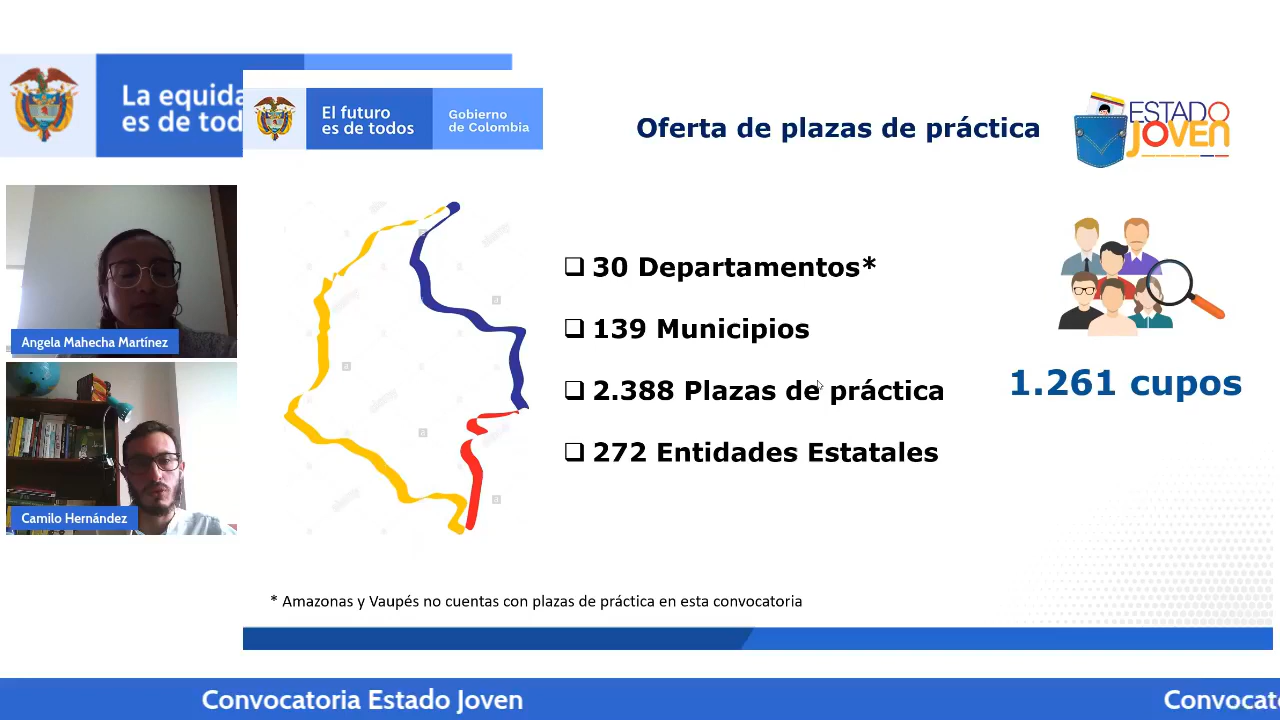 La equida
es de tod
El futuro
es de todos
Gobierno
de Colombia
Oferta de plazas de práctica
ESTADO
JOVEN
Angela Mahecha Martínez
Camilo Hernández
❑ 30 Departamentos*
❑ 139 Municipios
❑ 2.388 Plazas de práctica
❑ 272 Entidades Estatales
1.261 cupos
* Amazonas y Vaupés no cuentas con plazas de práctica en esta convocatoria
Convocatoria Estado Joven
Convocato